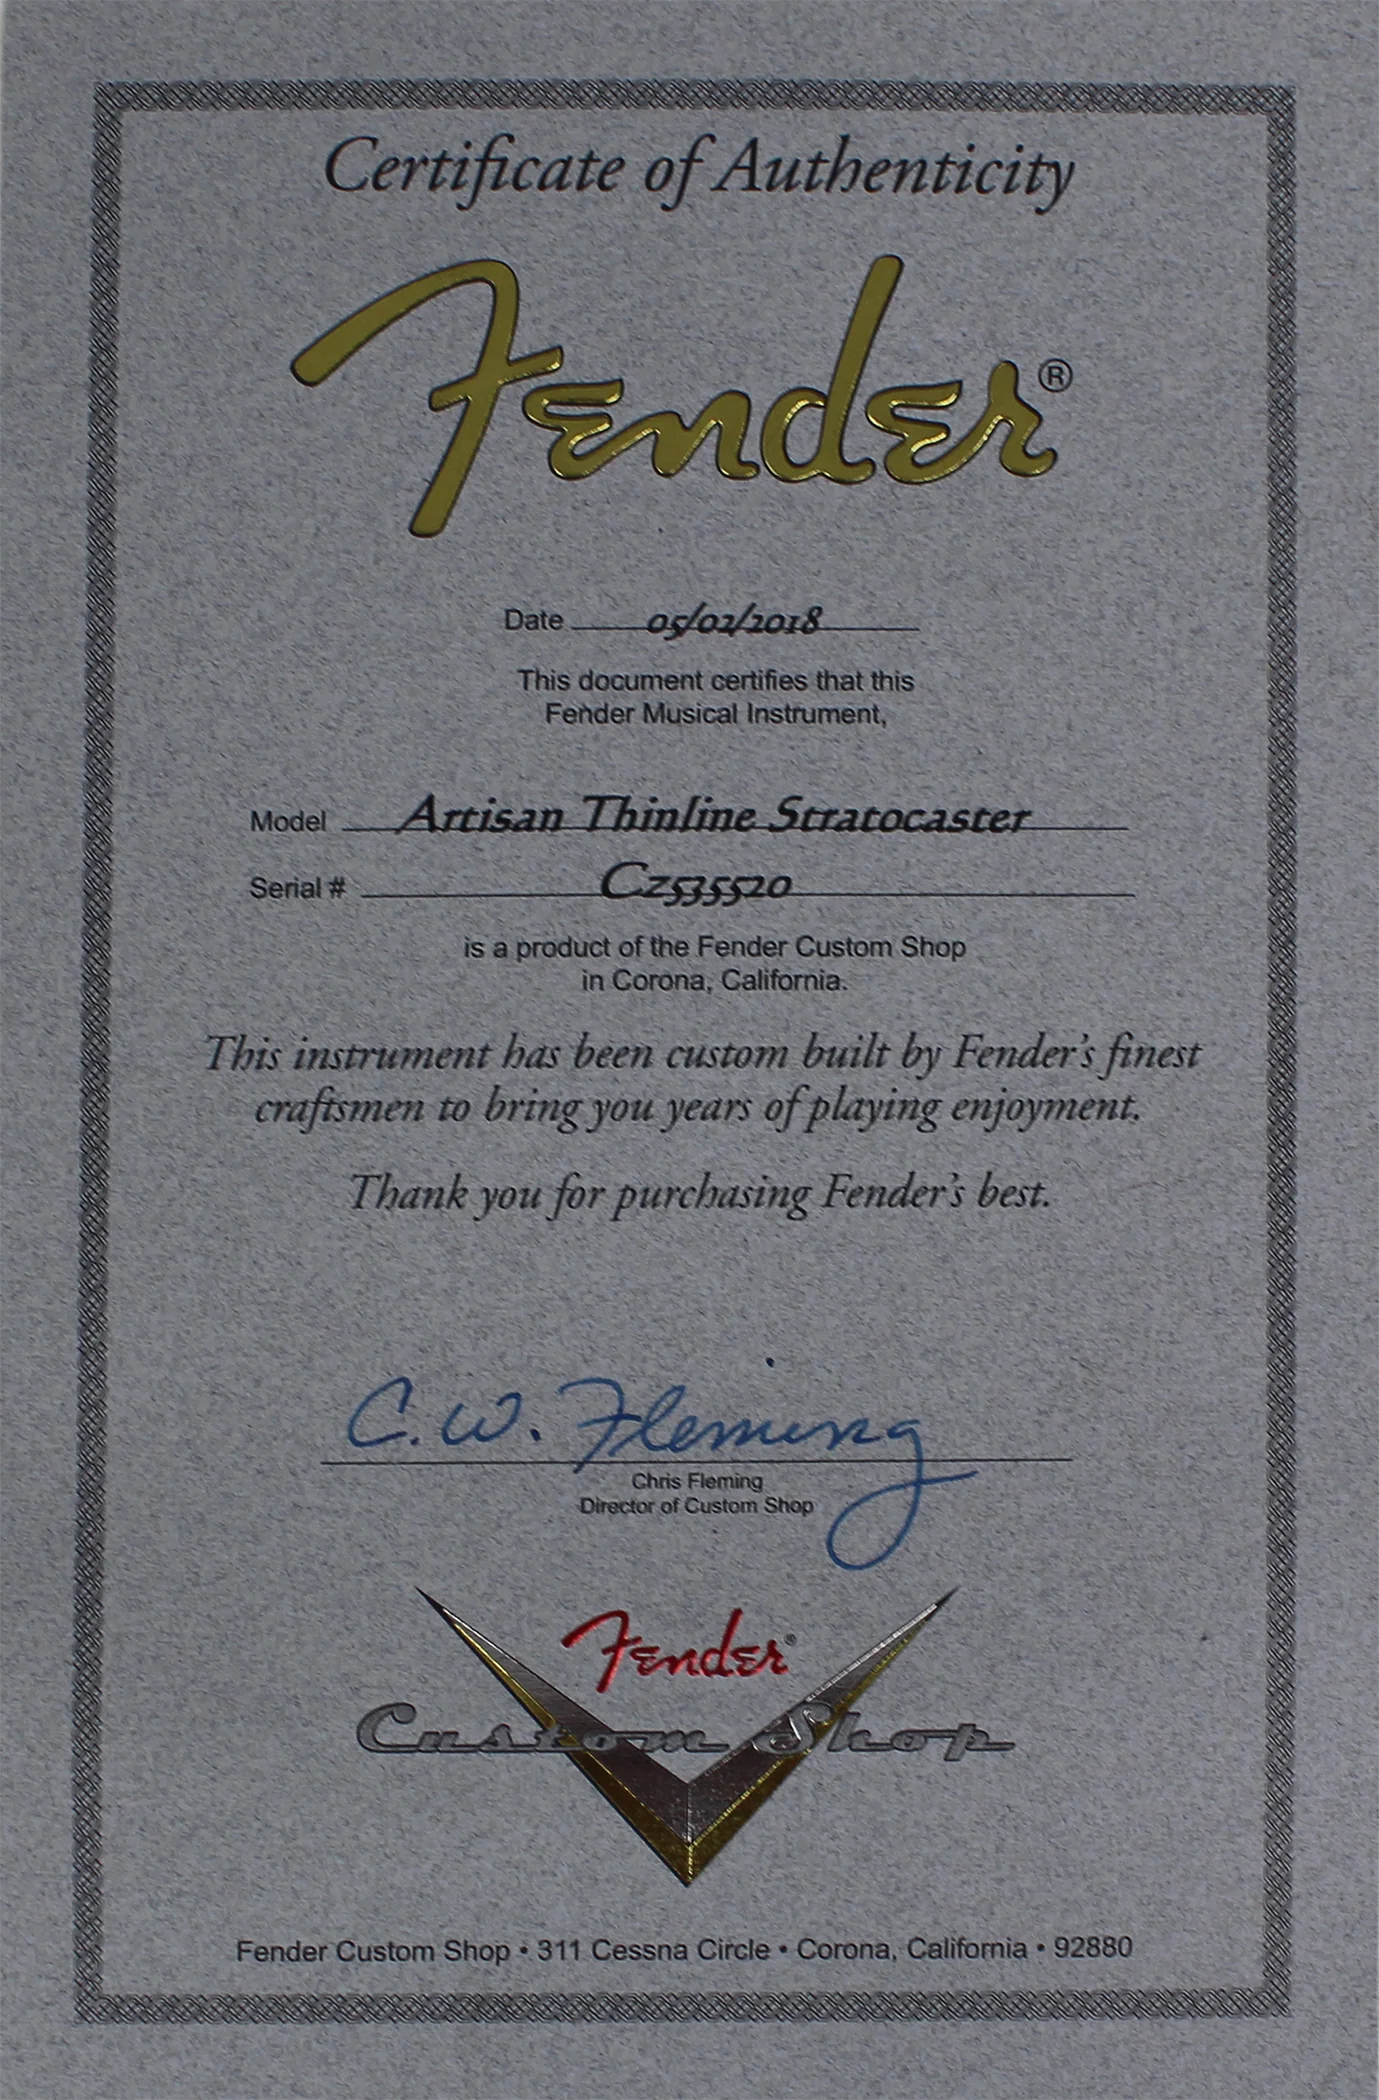 Certificate of Authenticity
Fender®
Date 05/02/2018
This document certifies that this
Fender Musical Instrument,
Model Artisan Thinline Stratocaster
Serial # CZ535520
is a product of the Fender Custom Shop
in Corona, California.
This instrument has been custom built by Fender's finest
craftsmen to bring you years of playing enjoyment.
Thank you for purchasing Fender's best.
C.W. Fleming
Chris Fleming
Director of Custom Shop
Fender®
Custom Shop
Fender Custom Shop • 311 Cessna Circle • Corona, California • 92880